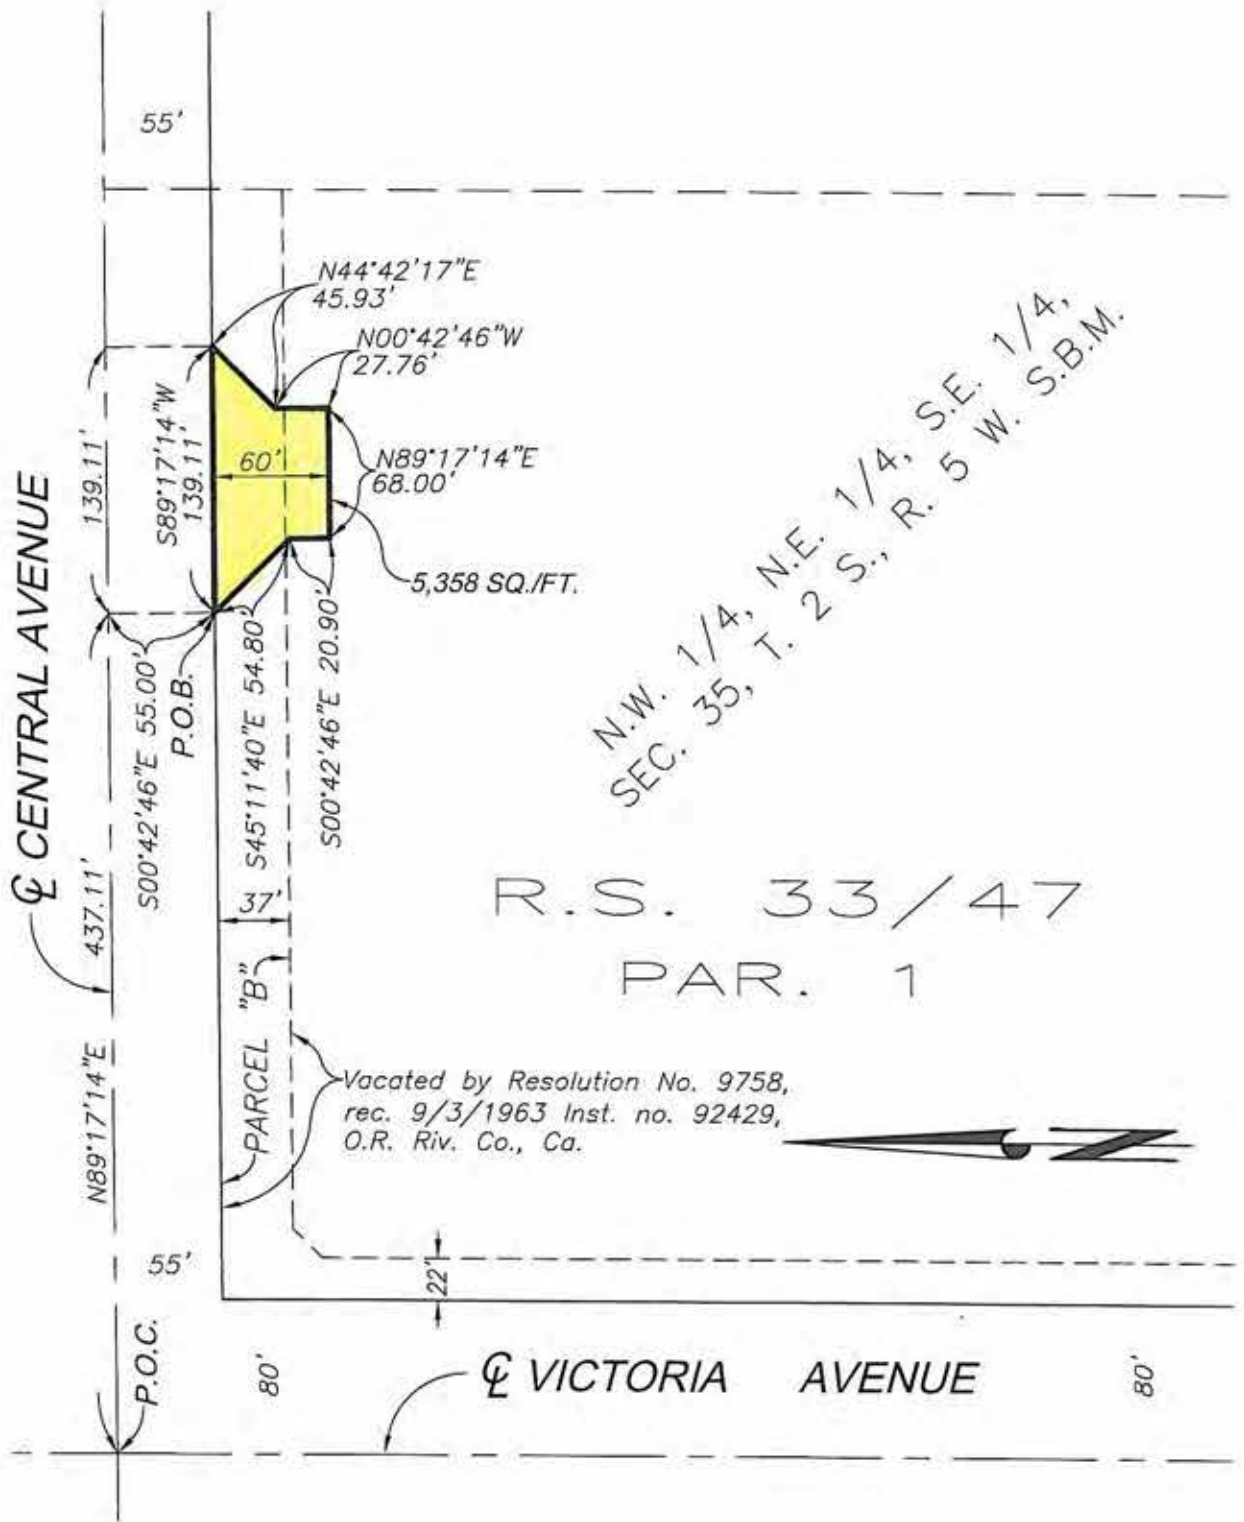 55'
N44°42'17"E
45.93'
N00°42'46"W
27.76'
139.11'
S89°17'14"W
139.11'
60'
N89°17'14"E
68.00'
5,358 SQ./FT.
N.W. 1/4, N.E. 1/4, S.E. 1/4,
SEC. 35, T. 2 S., R. 5 W. S.B.M.
℄ CENTRAL AVENUE
S00°42'46"E 55.00'
P.O.B.
S45°11'40"E 54.80'
S00°42'46"E 20.90'
437.11'
37'
R.S. 33/47
PAR. 1
PARCEL "B"
N89°17'14"E
Vacated by Resolution No. 9758,
rec. 9/3/1963 Inst. no. 92429,
O.R. Riv. Co., Ca.
N
55'
22'
P.O.C.
80'
℄ VICTORIA AVENUE
80'